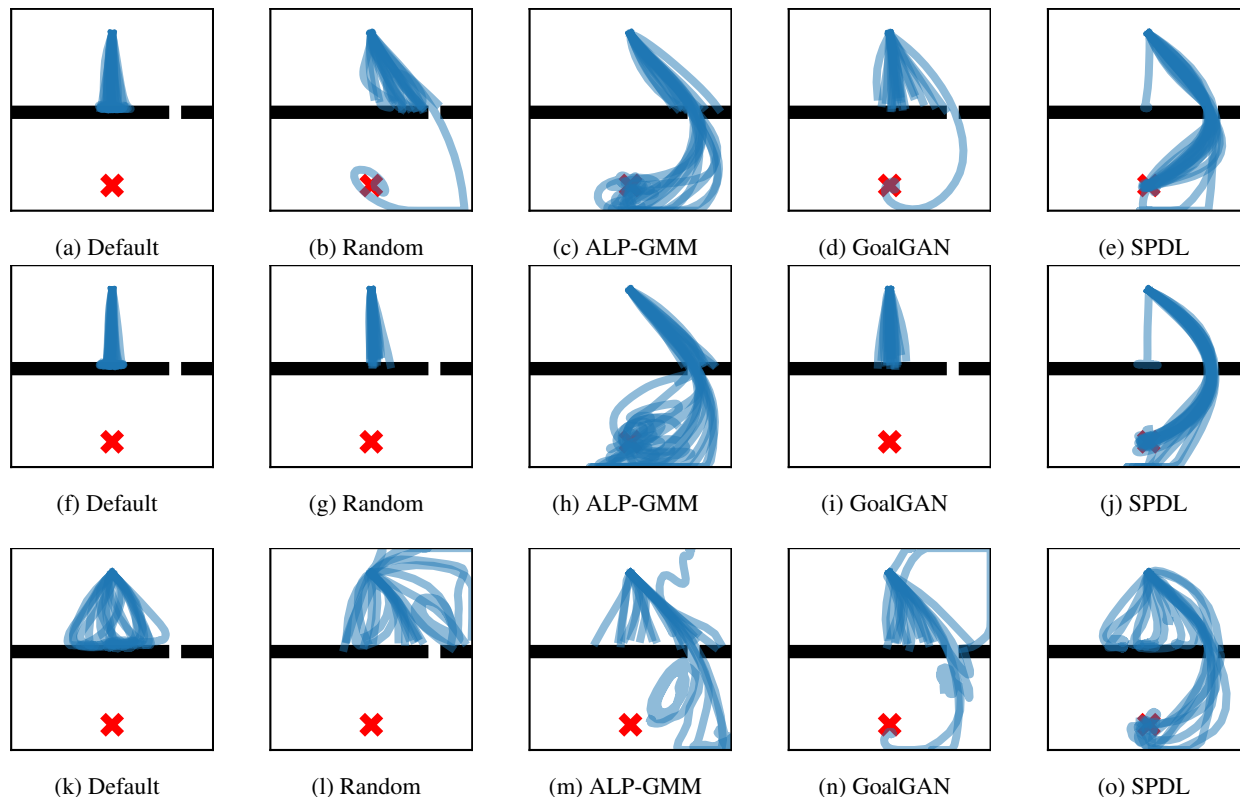 (a) Default (b) Random (c) ALP-GMM (d) GoalGAN (e) SPDL
(f) Default (g) Random (h) ALP-GMM (i) GoalGAN (j) SPDL
(k) Default (l) Random (m) ALP-GMM (n) GoalGAN (o) SPDL